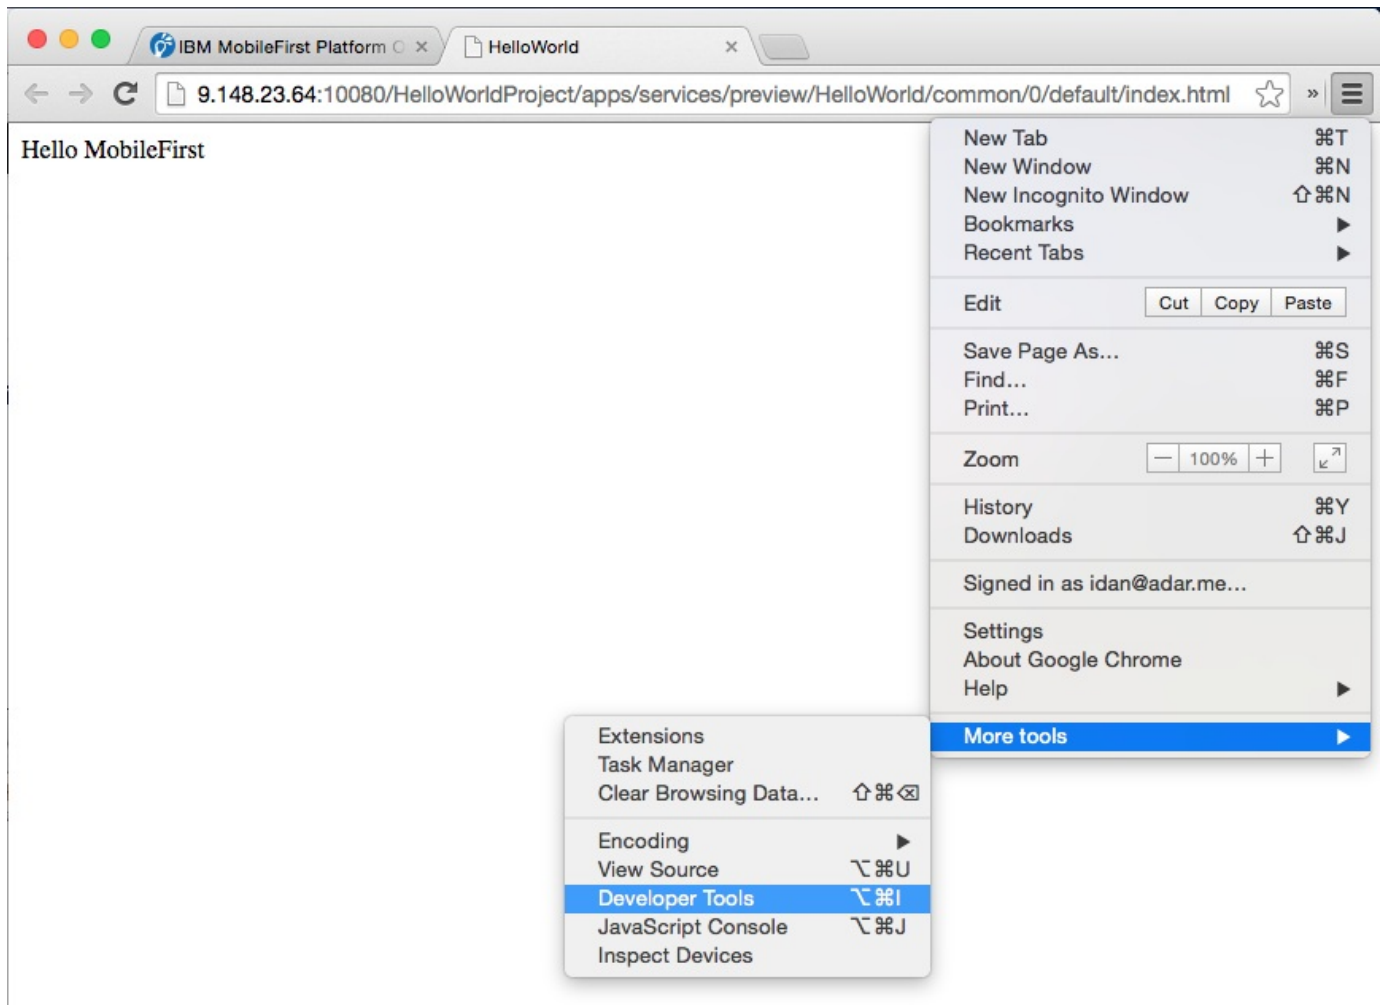 IBM MobileFirst Platform O
HelloWorld
9.148.23.64:10080/HelloWorldProject/apps/services/preview/HelloWorld/common/0/default/index.html
Hello MobileFirst
New Tab ⌘T
New Window ⌘N
New Incognito Window ⇧⌘N
Bookmarks ▶
Recent Tabs ▶
Edit Cut Copy Paste
Save Page As... ⌘S
Find... ⌘F
Print... ⌘P
Zoom — 100% +
History ⌘Y
Downloads ⇧⌘J
Signed in as idan@adar.me...
Settings
About Google Chrome
Help ▶
More tools ▶
Extensions
Task Manager
Clear Browsing Data... ⇧⌘⌫
Encoding ▶
View Source ⌥⌘U
Developer Tools ⌥⌘I
JavaScript Console ⌥⌘J
Inspect Devices